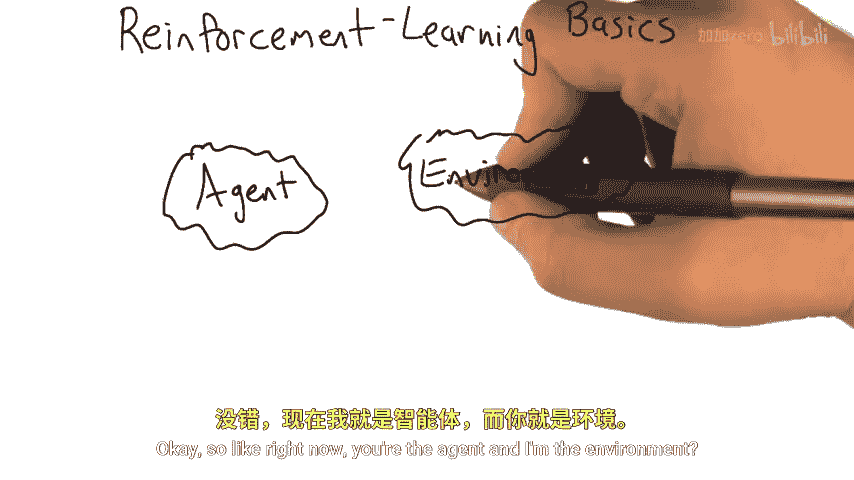 Reinforcement-Learning Basics
加加zero bilibili
Agent
Enviro
没错，现在我就是智能体，而你就是环境。
Okay, so like right now, you're the agent and I'm the environment?